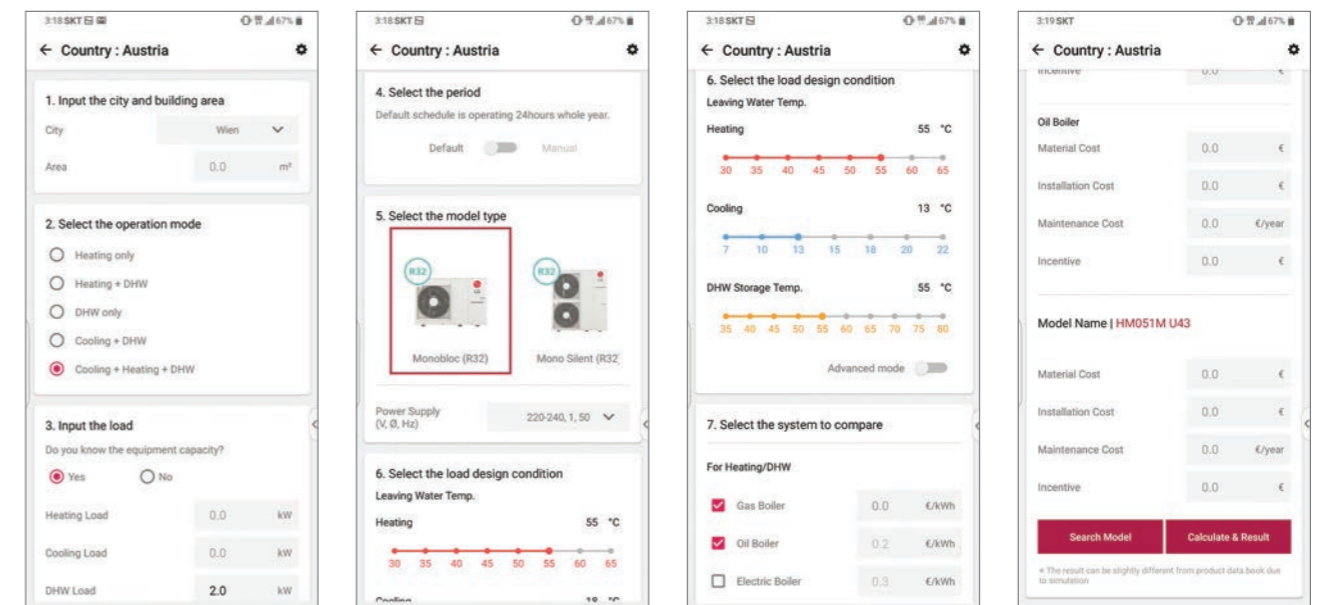 3:18 SKT
67%
← Country : Austria
1. Input the city and building area
City Wien
Area 0.0 m²
2. Select the operation mode
Heating only
Heating + DHW
DHW only
Cooling + DHW
Cooling + Heating + DHW
3. Input the load
Do you know the equipment capacity?
Yes No
Heating Load 0.0 kW
Cooling Load 0.0 kW
DHW Load 2.0 kW
3:18 SKT
67%
← Country : Austria
4. Select the period
Default schedule is operating 24hours whole year.
Default Manual
5. Select the model type
R32 R32
LG
Monobloc (R32) Mono Silent (R32
Power Supply
(V, Ø, Hz) 220-240, 1, 50
6. Select the load design condition
Leaving Water Temp.
Heating 55 °C
30 35 40 45 50 55 60 65
Cooling 18 °C
3:18 SKT
67%
← Country : Austria
6. Select the load design condition
Leaving Water Temp.
Heating 55 °C
30 35 40 45 50 55 60 65
Cooling 13 °C
7 10 13 15 18 20 22
DHW Storage Temp. 55 °C
35 40 45 50 55 60 65 70 75 80
Advanced mode
7. Select the system to compare
For Heating/DHW
Gas Boiler 0.0 €/kWh
Oil Boiler 0.2 €/kWh
Electric Boiler 0.3 €/kWh
3:19 SKT
67%
← Country : Austria
Incentive 0.0 €
Oil Boiler
Material Cost 0.0 €
Installation Cost 0.0 €
Maintenance Cost 0.0 €/year
Incentive 0.0 €
Model Name | HM051M U43
Material Cost 0.0 €
Installation Cost 0.0 €
Maintenance Cost 0.0 €/year
Incentive 0.0 €
Search Model Calculate & Result
※ The result can be slightly different from product data book due
to simulation